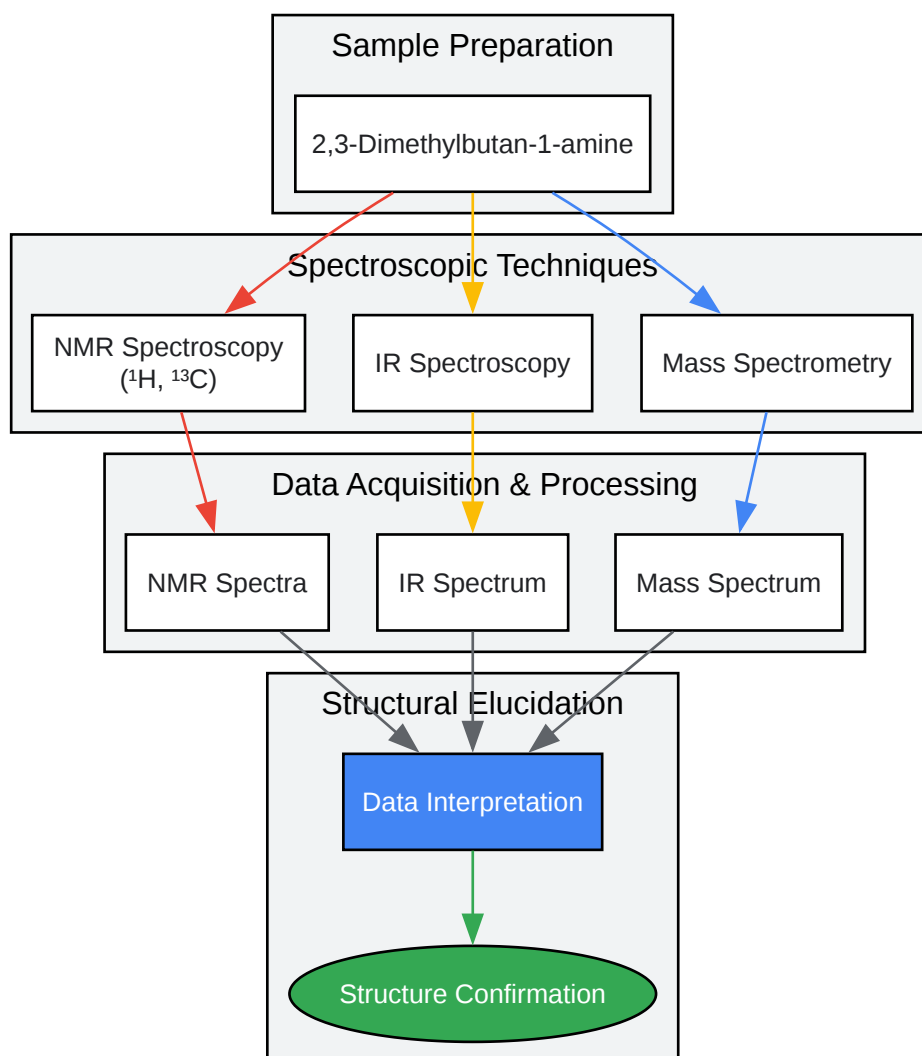 Sample Preparation
2,3-Dimethylbutan-1-amine
Spectroscopic Techniques
NMR Spectroscopy
(¹H, ¹³C)
IR Spectroscopy
Mass Spectrometry
Data Acquisition & Processing
NMR Spectra
IR Spectrum
Mass Spectrum
Structural Elucidation
Data Interpretation
Structure Confirmation